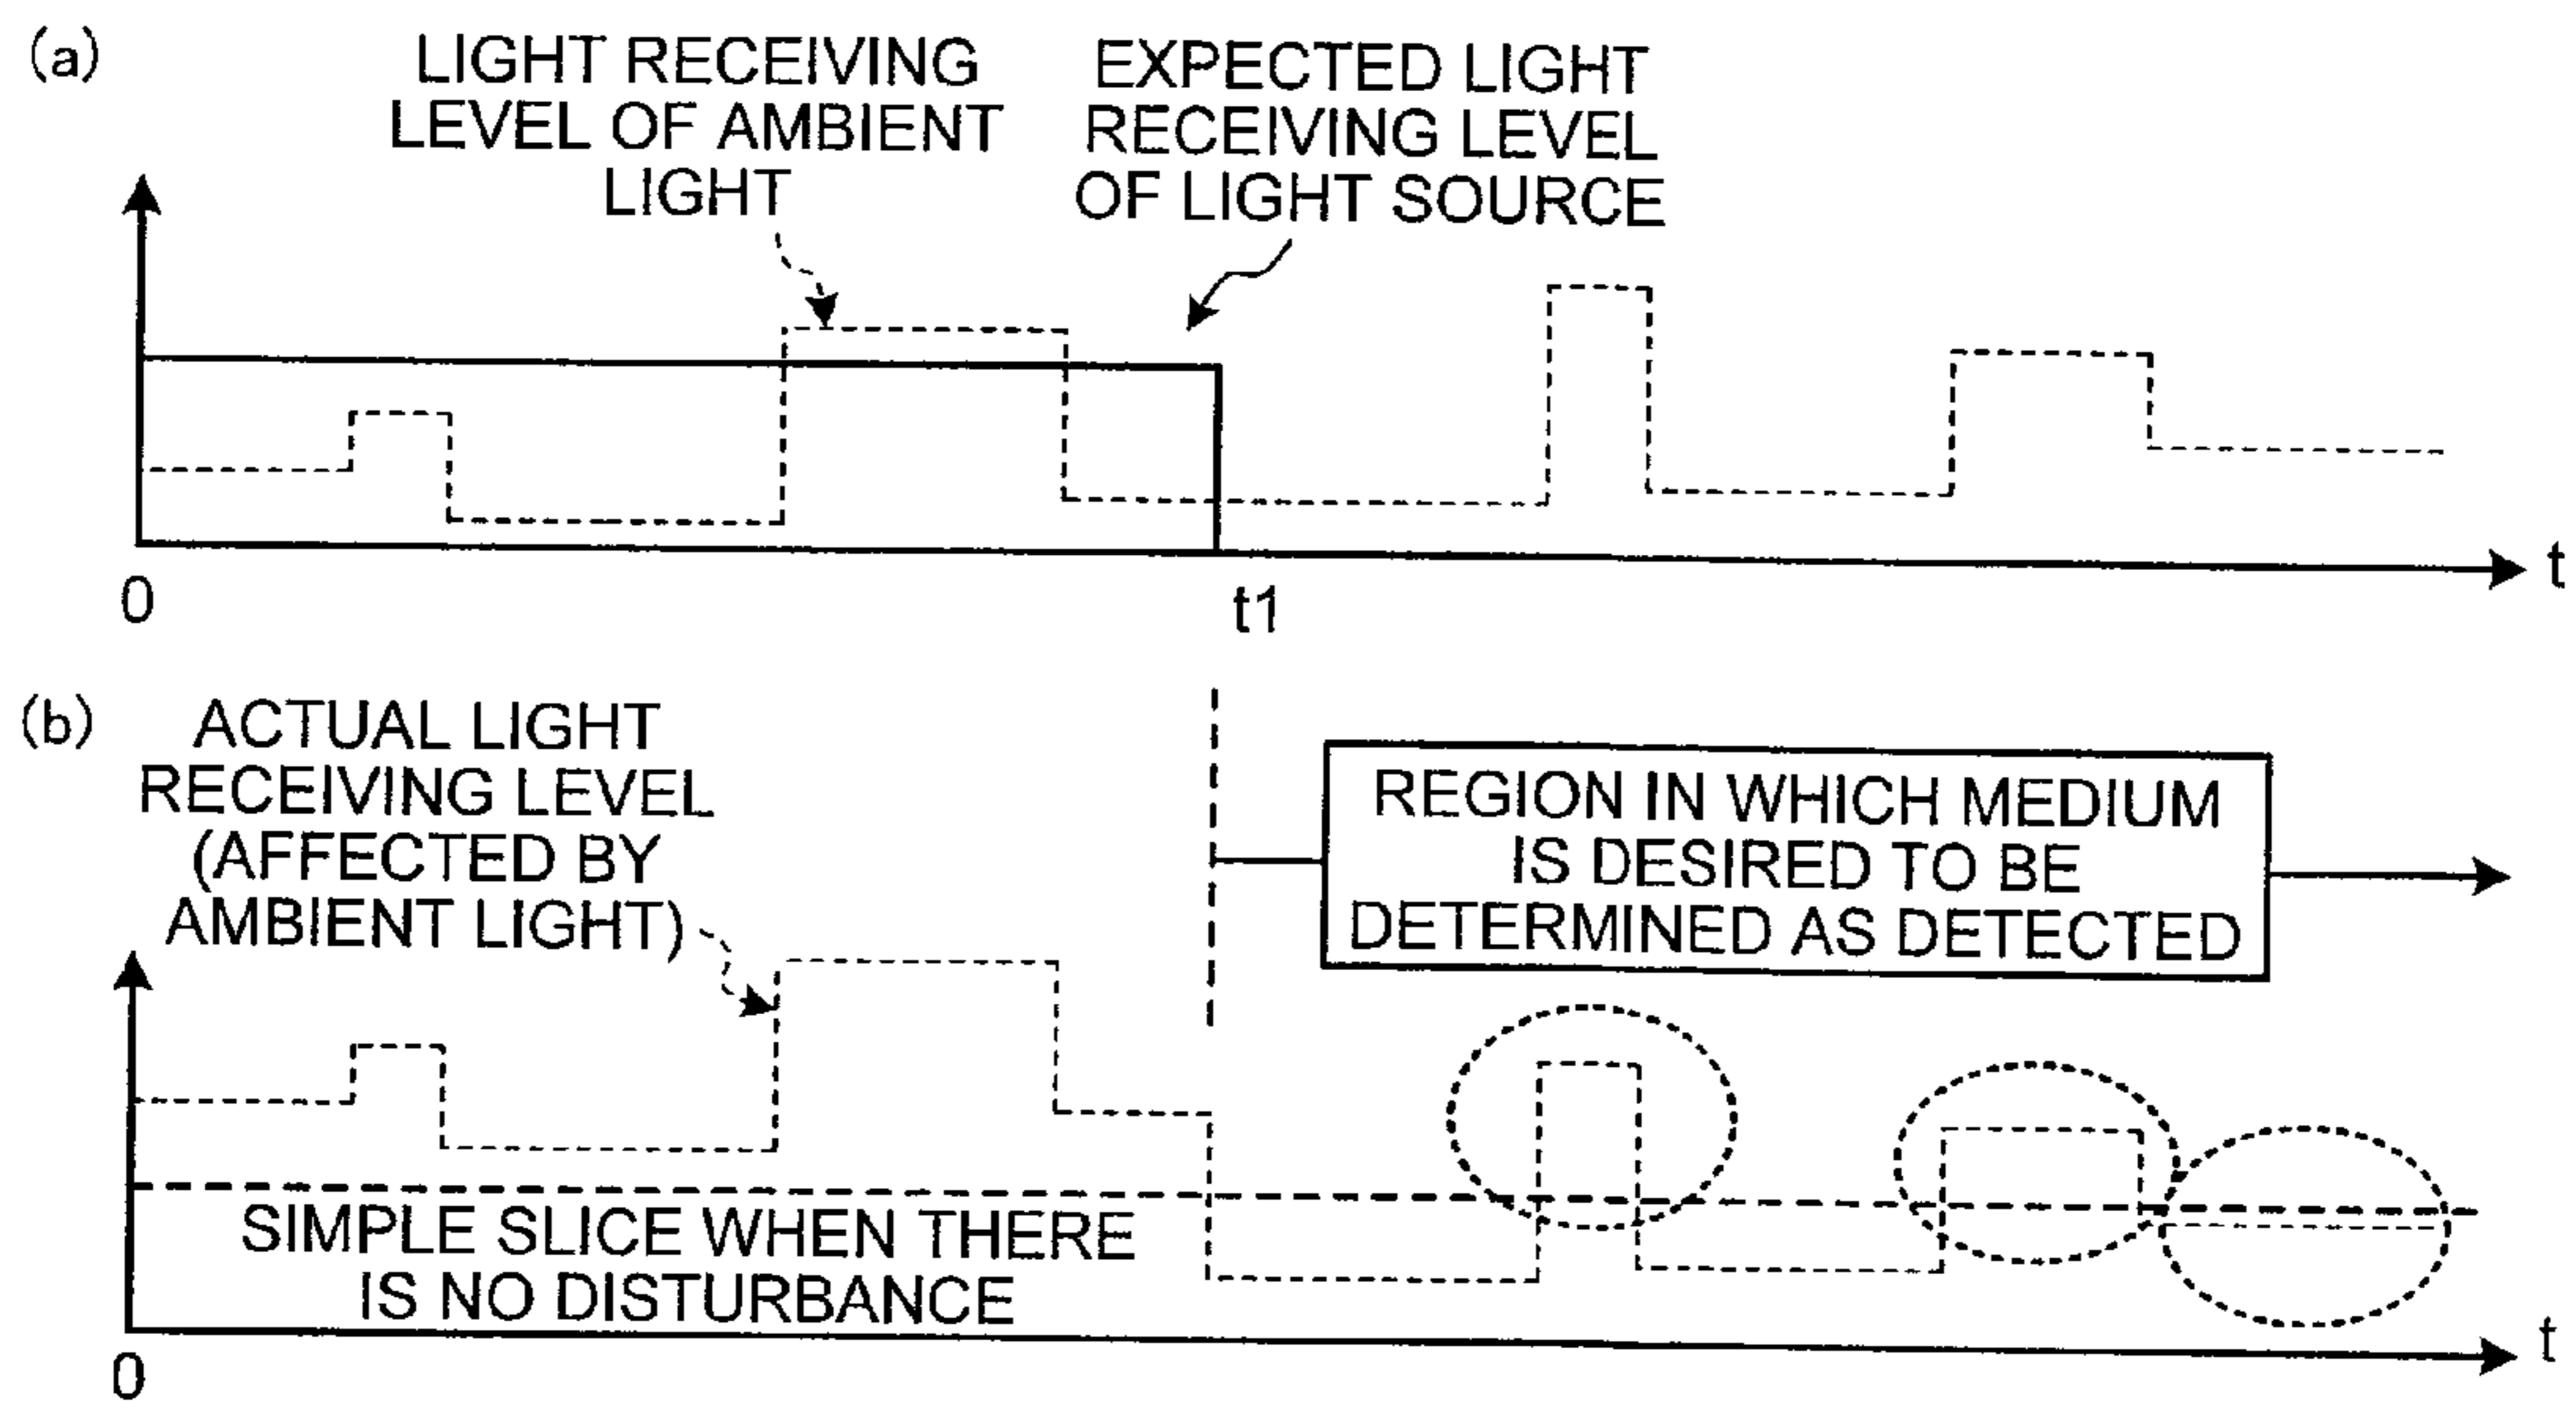 (a)
LIGHT RECEIVING
LEVEL OF AMBIENT
LIGHT
EXPECTED LIGHT
RECEIVING LEVEL
OF LIGHT SOURCE
0
t1
t
(b)
ACTUAL LIGHT
RECEIVING LEVEL
(AFFECTED BY
AMBIENT LIGHT)
REGION IN WHICH MEDIUM
IS DESIRED TO BE
DETERMINED AS DETECTED
SIMPLE SLICE WHEN THERE
IS NO DISTURBANCE
0
t